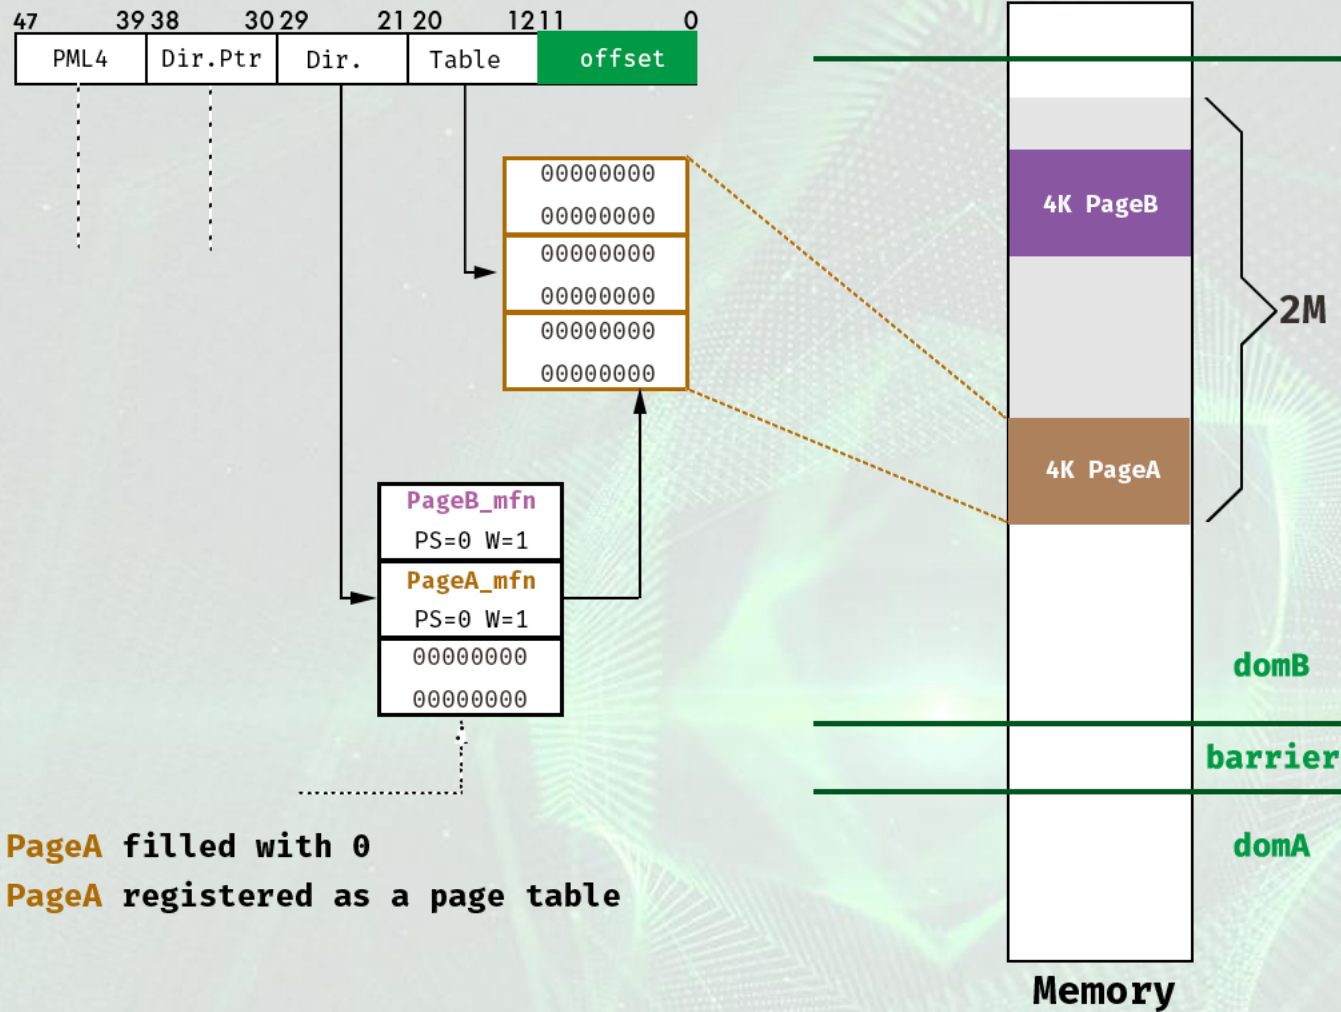 47 39 38 30 29 21 20 12 11 0
PML4 Dir.Ptr Dir. Table offset
00000000
00000000
00000000
00000000
00000000
00000000
4K PageB
2M
4K PageA
PageB_mfn
PS=0 W=1
PageA_mfn
PS=0 W=1
00000000
00000000
domB
barrier
domA
PageA filled with 0
PageA registered as a page table
Memory